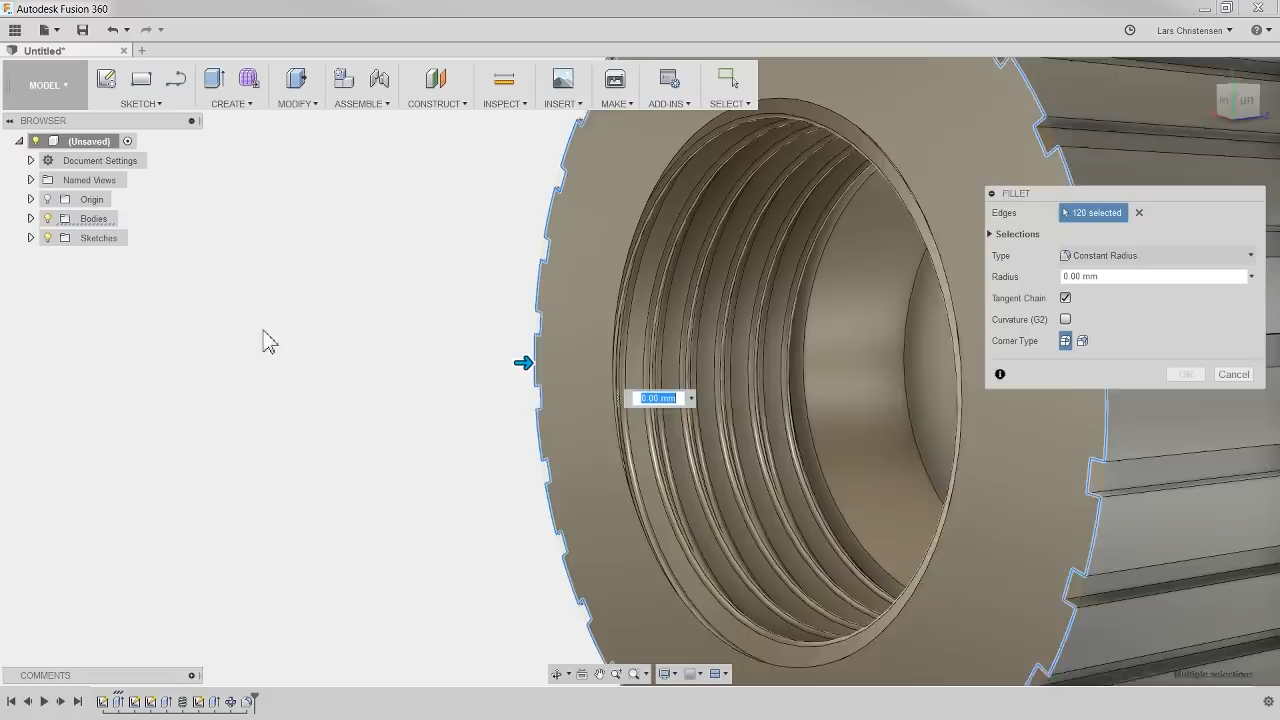 Autodesk Fusion 360
Lars Christensen
Untitled*
MODEL
SKETCH
CREATE
MODIFY
ASSEMBLE
CONSTRUCT
INSPECT
INSERT
MAKE
ADD-INS
SELECT
BROWSER
(Unsaved)
Document Settings
Named Views
Origin
Bodies
Sketches
FILLET
Edges 120 selected
Selections
Type Constant Radius
Radius 0.00 mm
Tangent Chain
Curvature (G2)
Corner Type
OK Cancel
0.00 mm
COMMENTS
Multiple selections